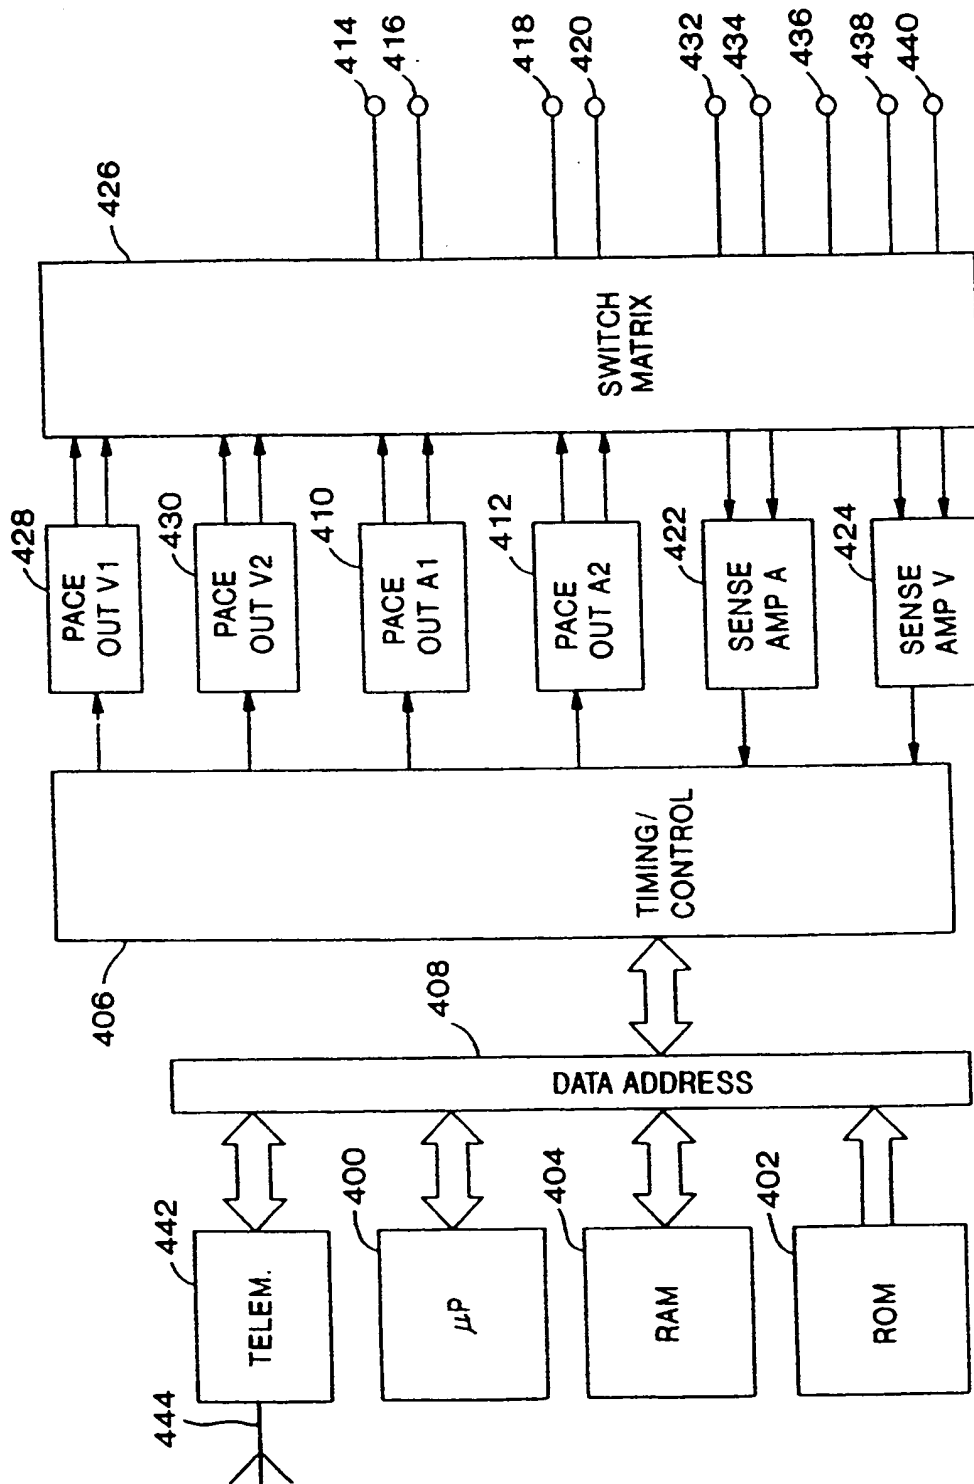 414
416
418
420
432
434
436
438
440
426
SWITCH
MATRIX
428
PACE
OUT V1
430
PACE
OUT V2
410
PACE
OUT A1
412
PACE
OUT A2
422
SENSE
AMP A
424
SENSE
AMP V
406
TIMING/
CONTROL
408
DATA ADDRESS
442
TELEM.
444
400
μP
404
RAM
402
ROM